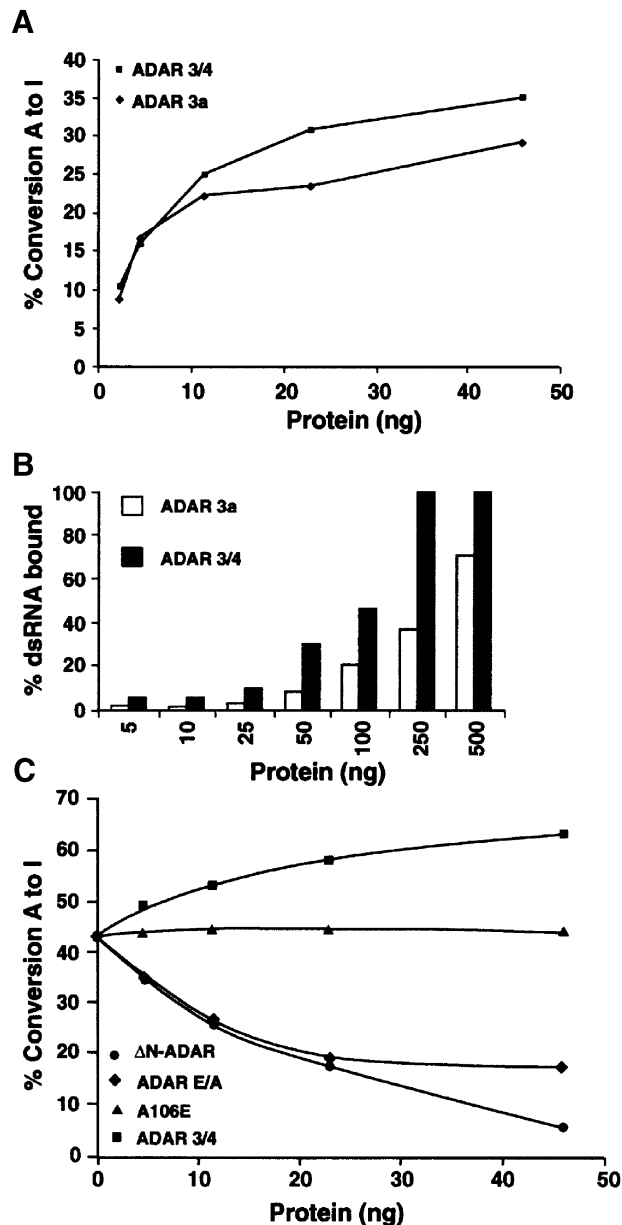 A
% Conversion A to I
40
35
30
25
20
15
10
5
0
ADAR 3/4
ADAR 3a
0 10 20 30 40 50
Protein (ng)
B
% dsRNA bound
100
80
60
40
20
0
ADAR 3a
ADAR 3/4
5 10 25 50 100 250 500
Protein (ng)
C
% Conversion A to I
70
60
50
40
30
20
10
0
ΔN-ADAR
ADAR E/A
A106E
ADAR 3/4
0 10 20 30 40 50
Protein (ng)